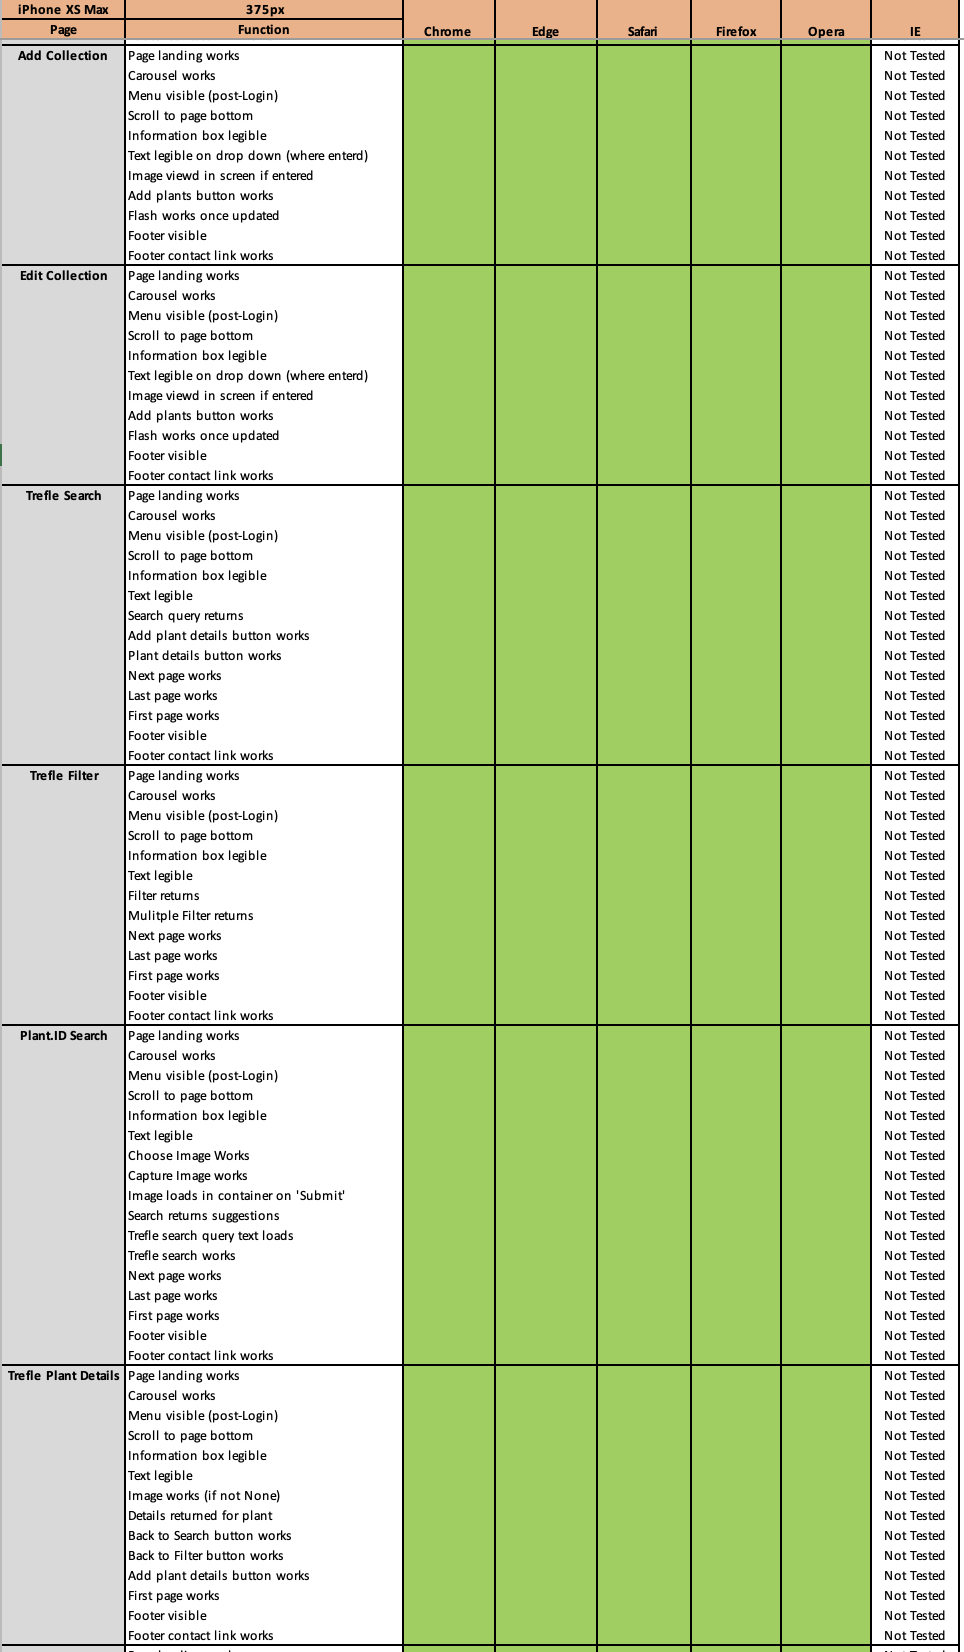 iPhone XS Max 375px
Page Function Chrome Edge Safari Firefox Opera IE
Add Collection Page landing works Not Tested
Carousel works Not Tested
Menu visible (post-Login) Not Tested
Scroll to page bottom Not Tested
Information box legible Not Tested
Text legible on drop down (where enterd) Not Tested
Image viewd in screen if entered Not Tested
Add plants button works Not Tested
Flash works once updated Not Tested
Footer visible Not Tested
Footer contact link works Not Tested
Edit Collection Page landing works Not Tested
Carousel works Not Tested
Menu visible (post-Login) Not Tested
Scroll to page bottom Not Tested
Information box legible Not Tested
Text legible on drop down (where enterd) Not Tested
Image viewd in screen if entered Not Tested
Add plants button works Not Tested
Flash works once updated Not Tested
Footer visible Not Tested
Footer contact link works Not Tested
Trefle Search Page landing works Not Tested
Carousel works Not Tested
Menu visible (post-Login) Not Tested
Scroll to page bottom Not Tested
Information box legible Not Tested
Text legible Not Tested
Search query returns Not Tested
Add plant details button works Not Tested
Plant details button works Not Tested
Next page works Not Tested
Last page works Not Tested
First page works Not Tested
Footer visible Not Tested
Footer contact link works Not Tested
Trefle Filter Page landing works Not Tested
Carousel works Not Tested
Menu visible (post-Login) Not Tested
Scroll to page bottom Not Tested
Information box legible Not Tested
Text legible Not Tested
Filter returns Not Tested
Mulitple Filter returns Not Tested
Next page works Not Tested
Last page works Not Tested
First page works Not Tested
Footer visible Not Tested
Footer contact link works Not Tested
Plant.ID Search Page landing works Not Tested
Carousel works Not Tested
Menu visible (post-Login) Not Tested
Scroll to page bottom Not Tested
Information box legible Not Tested
Text legible Not Tested
Choose Image Works Not Tested
Capture Image works Not Tested
Image loads in container on 'Submit' Not Tested
Search returns suggestions Not Tested
Trefle search query text loads Not Tested
Trefle search works Not Tested
Next page works Not Tested
Last page works Not Tested
First page works Not Tested
Footer visible Not Tested
Footer contact link works Not Tested
Trefle Plant Details Page landing works Not Tested
Carousel works Not Tested
Menu visible (post-Login) Not Tested
Scroll to page bottom Not Tested
Information box legible Not Tested
Text legible Not Tested
Image works (if not None) Not Tested
Details returned for plant Not Tested
Back to Search button works Not Tested
Back to Filter button works Not Tested
Add plant details button works Not Tested
First page works Not Tested
Footer visible Not Tested
Footer contact link works Not Tested